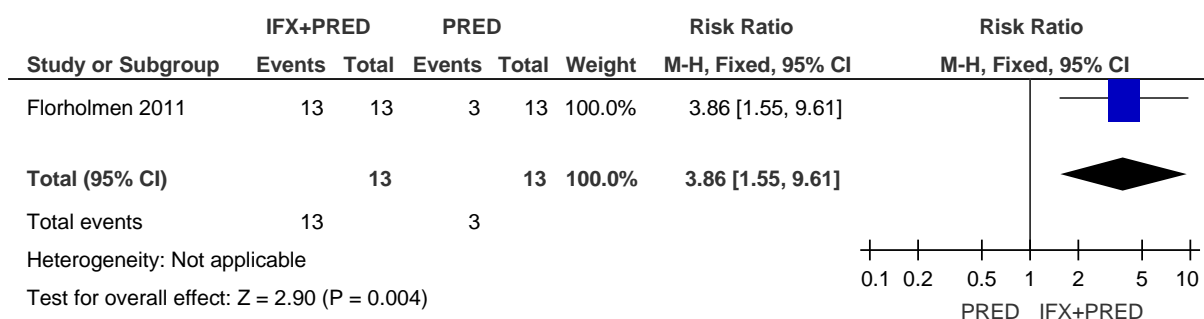 IFX+PRED PRED Risk Ratio Risk Ratio
Study or Subgroup Events Total Events Total Weight M-H, Fixed, 95% CI M-H, Fixed, 95% CI
Florholmen 2011 13 13 3 13 100.0% 3.86 [1.55, 9.61]
Total (95% CI) 13 13 100.0% 3.86 [1.55, 9.61]
Total events 13 3
Heterogeneity: Not applicable
Test for overall effect: Z = 2.90 (P = 0.004)
0.1 0.2 0.5 1 2 5 10
PRED IFX+PRED